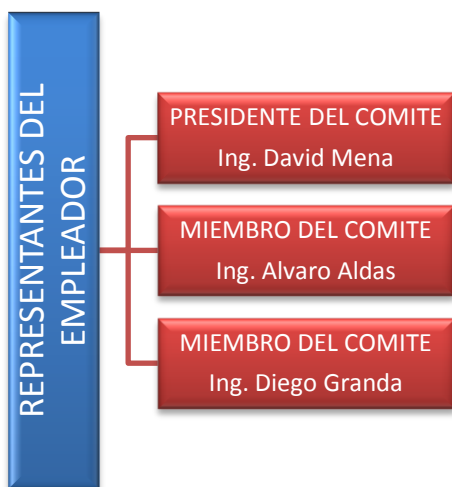 REPRESENTANTES DEL
EMPLEADOR
PRESIDENTE DEL COMITE
Ing. David Mena
MIEMBRO DEL COMITE
Ing. Alvaro Aldas
MIEMBRO DEL COMITE
Ing. Diego Granda